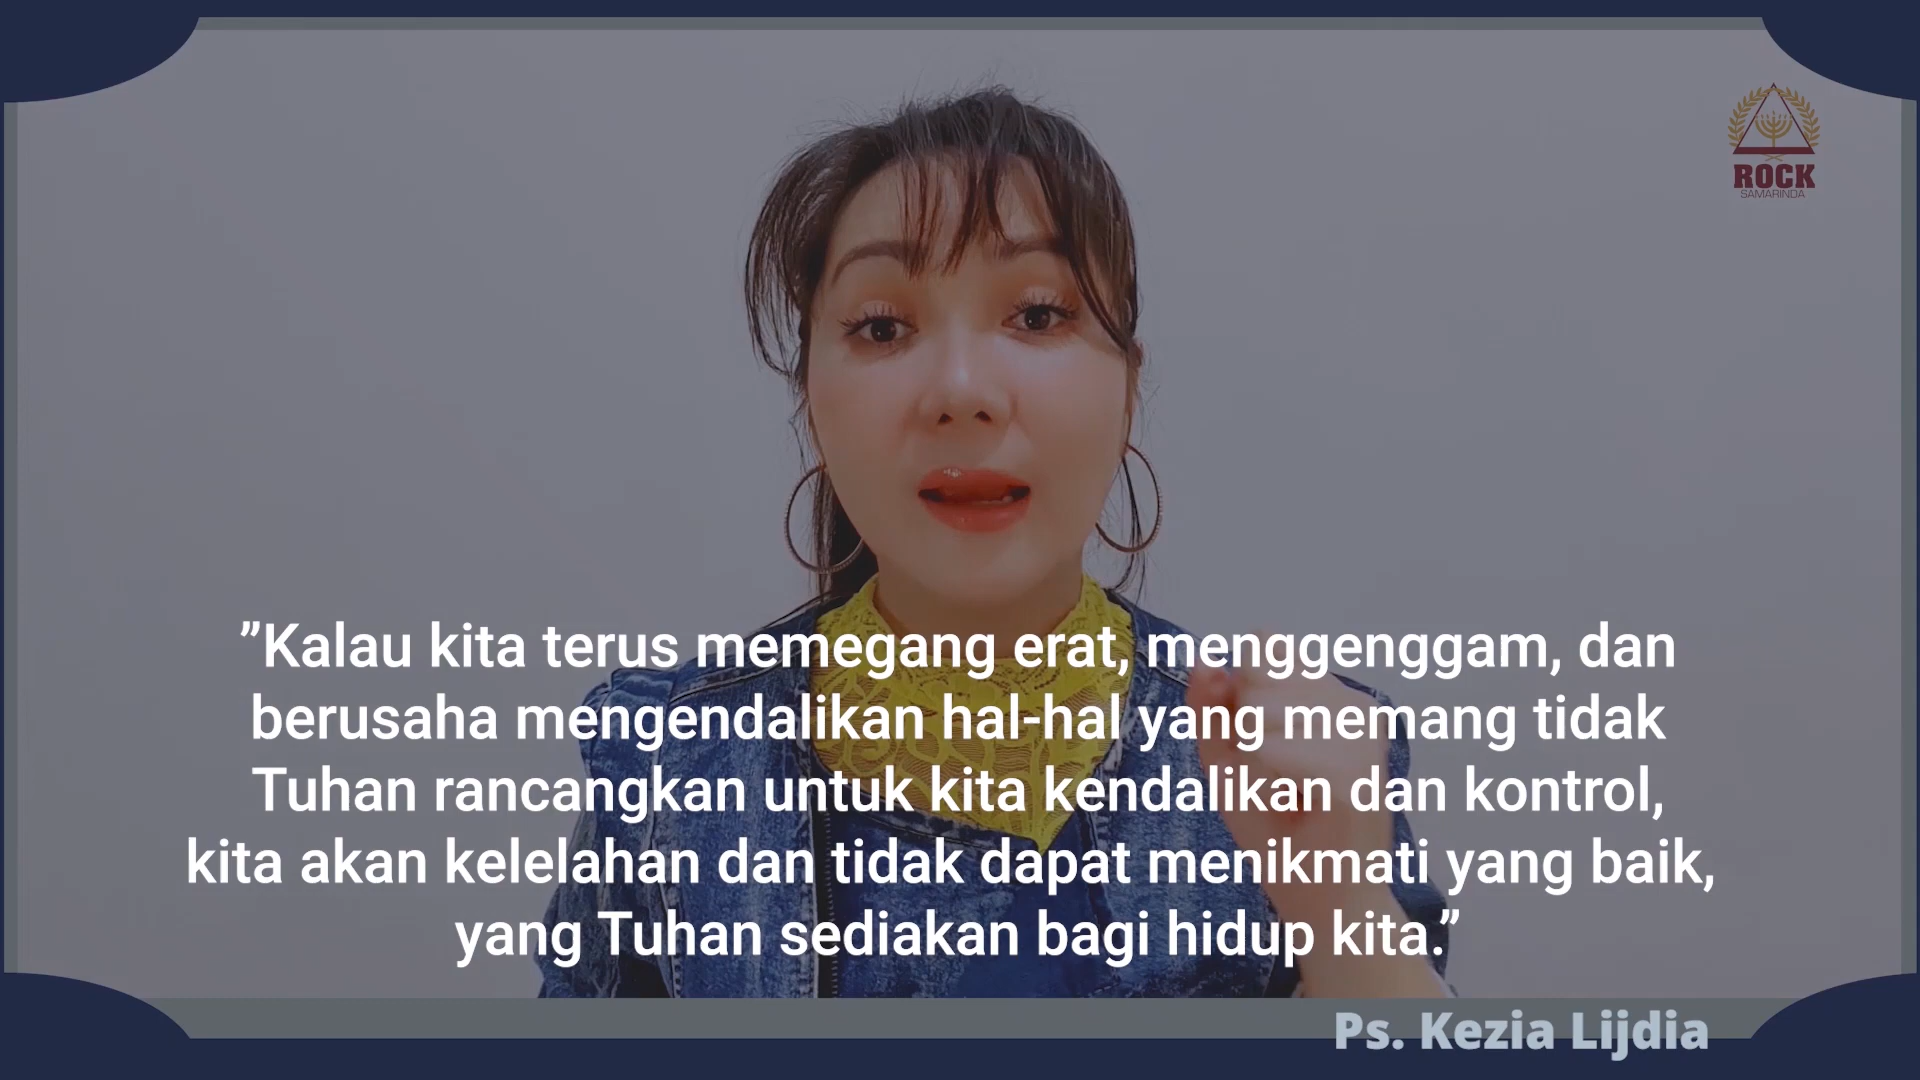 ROCK
SAMARINDA
”Kalau kita terus memegang erat, menggenggam, dan
berusaha mengendalikan hal-hal yang memang tidak
Tuhan rancangkan untuk kita kendalikan dan kontrol,
kita akan kelelahan dan tidak dapat menikmati yang baik,
yang Tuhan sediakan bagi hidup kita.”
Ps. Kezia Lijdia